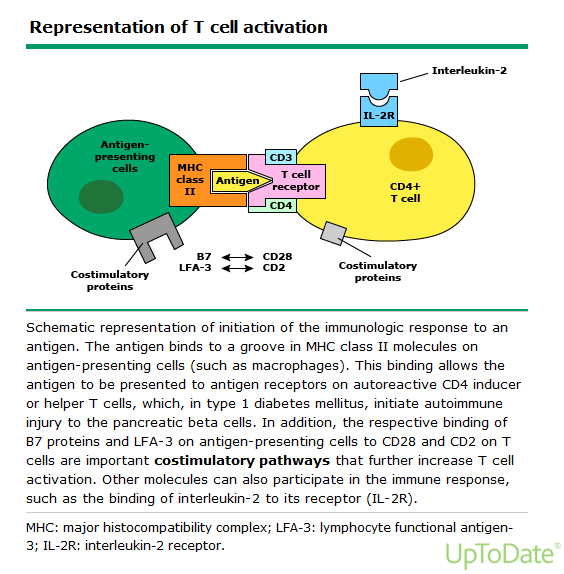 Representation of T cell activation
Interleukin-2
IL-2R
Antigen-
presenting
cells
MHC
class
II
Antigen
CD3
T cell
receptor
CD4
CD4+
T cell
Costimulatory
proteins
B7 CD28
LFA-3 CD2
Costimulatory
proteins
Schematic representation of initiation of the immunologic response to an
antigen. The antigen binds to a groove in MHC class II molecules on
antigen-presenting cells (such as macrophages). This binding allows the
antigen to be presented to antigen receptors on autoreactive CD4 inducer
or helper T cells, which, in type 1 diabetes mellitus, initiate autoimmune
injury to the pancreatic beta cells. In addition, the respective binding of
B7 proteins and LFA-3 on antigen-presenting cells to CD28 and CD2 on T
cells are important costimulatory pathways that further increase T cell
activation. Other molecules can also participate in the immune response,
such as the binding of interleukin-2 to its receptor (IL-2R).
MHC: major histocompatibility complex; LFA-3: lymphocyte functional antigen-
3; IL-2R: interleukin-2 receptor.
UpToDate®